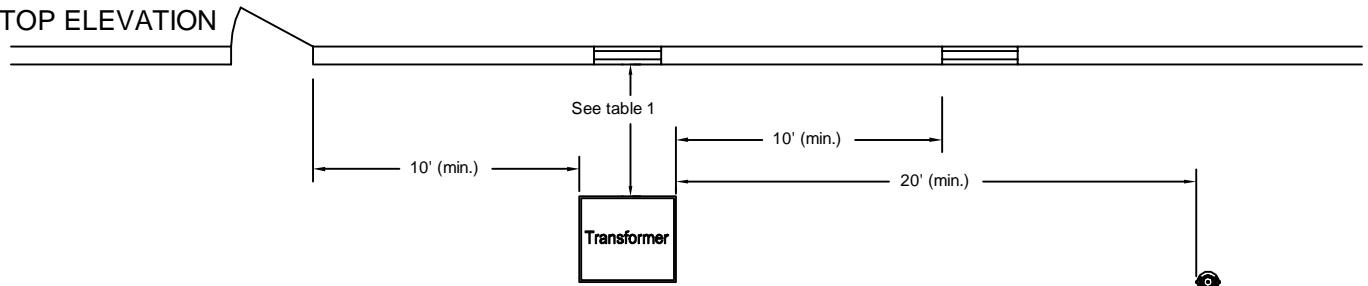 TOP ELEVATION
See table 1
10' (min.)
10' (min.)
20' (min.)
Transformer